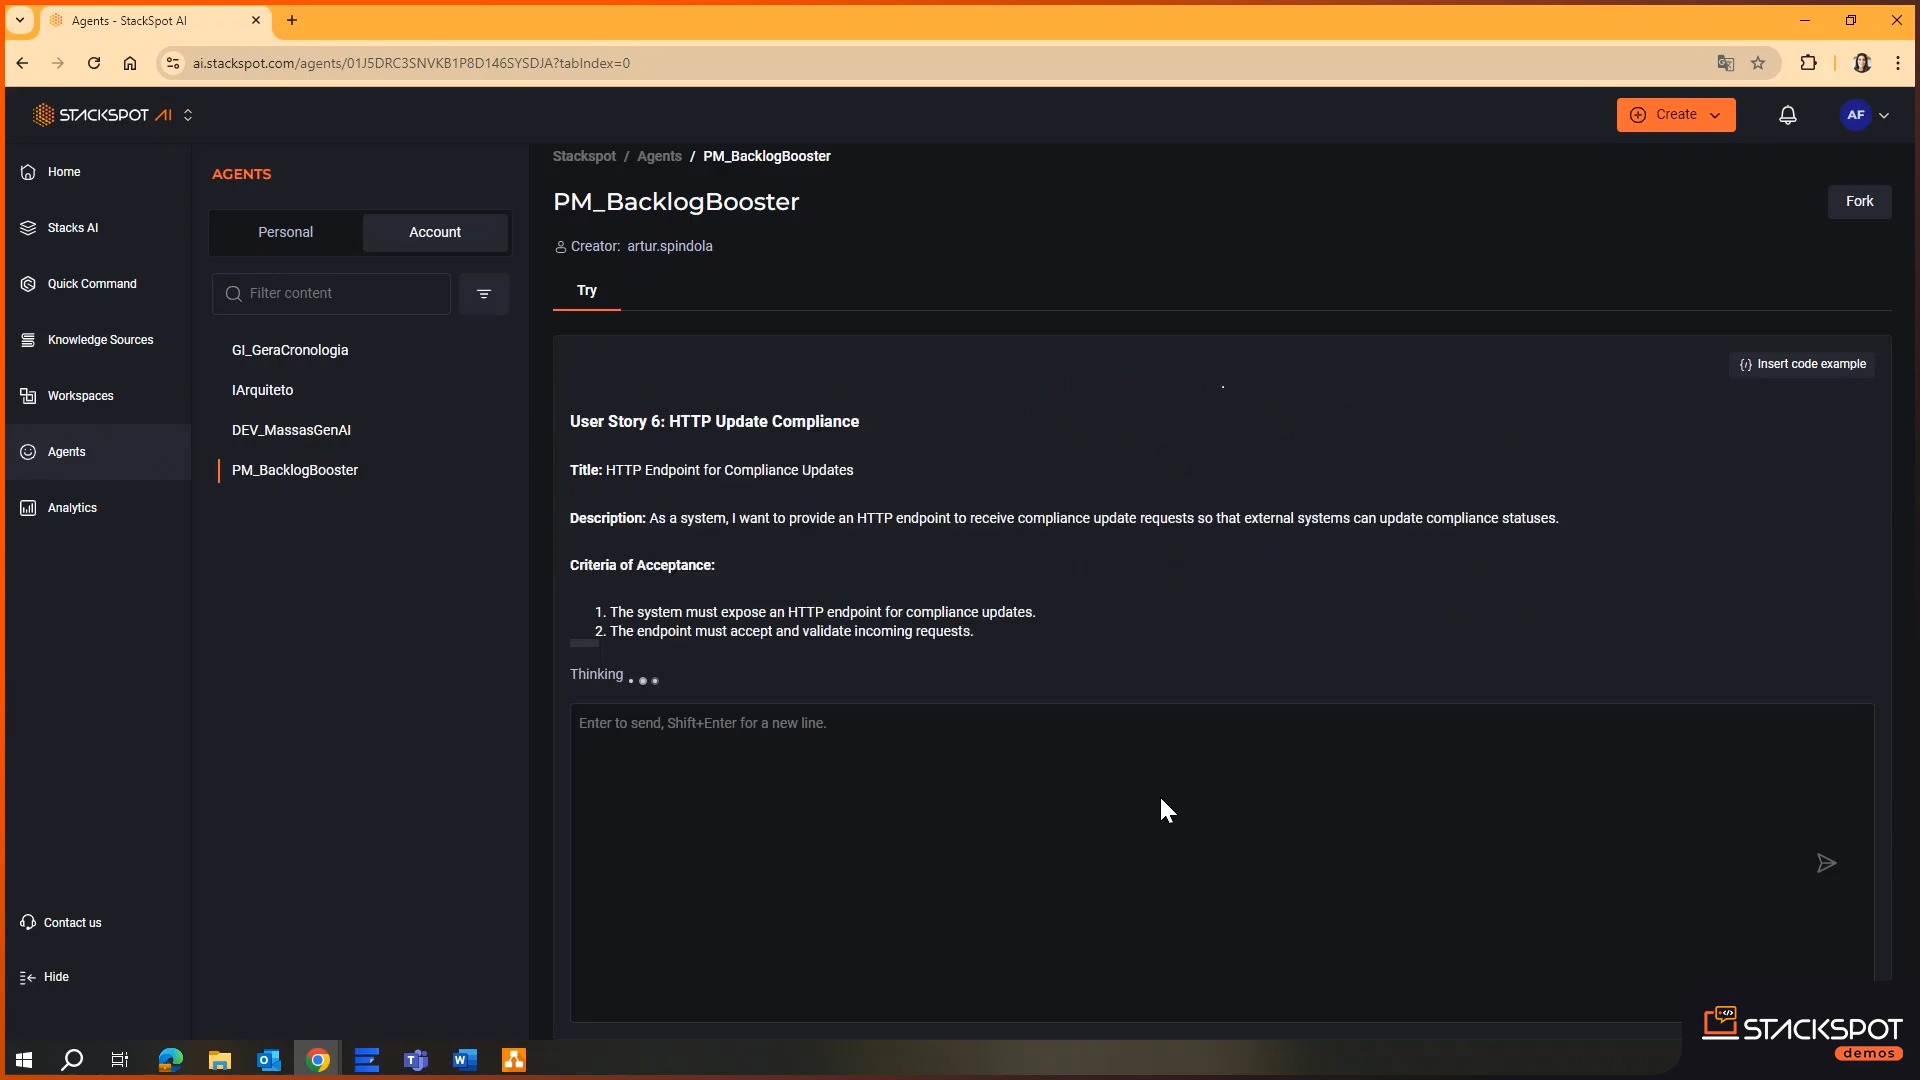 Agents - StackSpot AI
ai.stackspot.com/agents/01J5DRC3SNVKB1P8D146SYSDJA?tabIndex=0
STACKSPOT AI
Create
AF
Home
Stacks AI
Quick Command
Knowledge Sources
Workspaces
Agents
Analytics
Contact us
Hide
AGENTS
Personal
Account
Filter content
GI_GeraCronologia
IArquiteto
DEV_MassasGenAI
PM_BacklogBooster
Stackspot / Agents / PM_BacklogBooster
PM_BacklogBooster
Fork
Creator: artur.spindola
Try
Insert code example
User Story 6: HTTP Update Compliance
Title: HTTP Endpoint for Compliance Updates
Description: As a system, I want to provide an HTTP endpoint to receive compliance update requests so that external systems can update compliance statuses.
Criteria of Acceptance:
1. The system must expose an HTTP endpoint for compliance updates.
2. The endpoint must accept and validate incoming requests.
Thinking
Enter to send, Shift+Enter for a new line.
STACKSPOT
demos